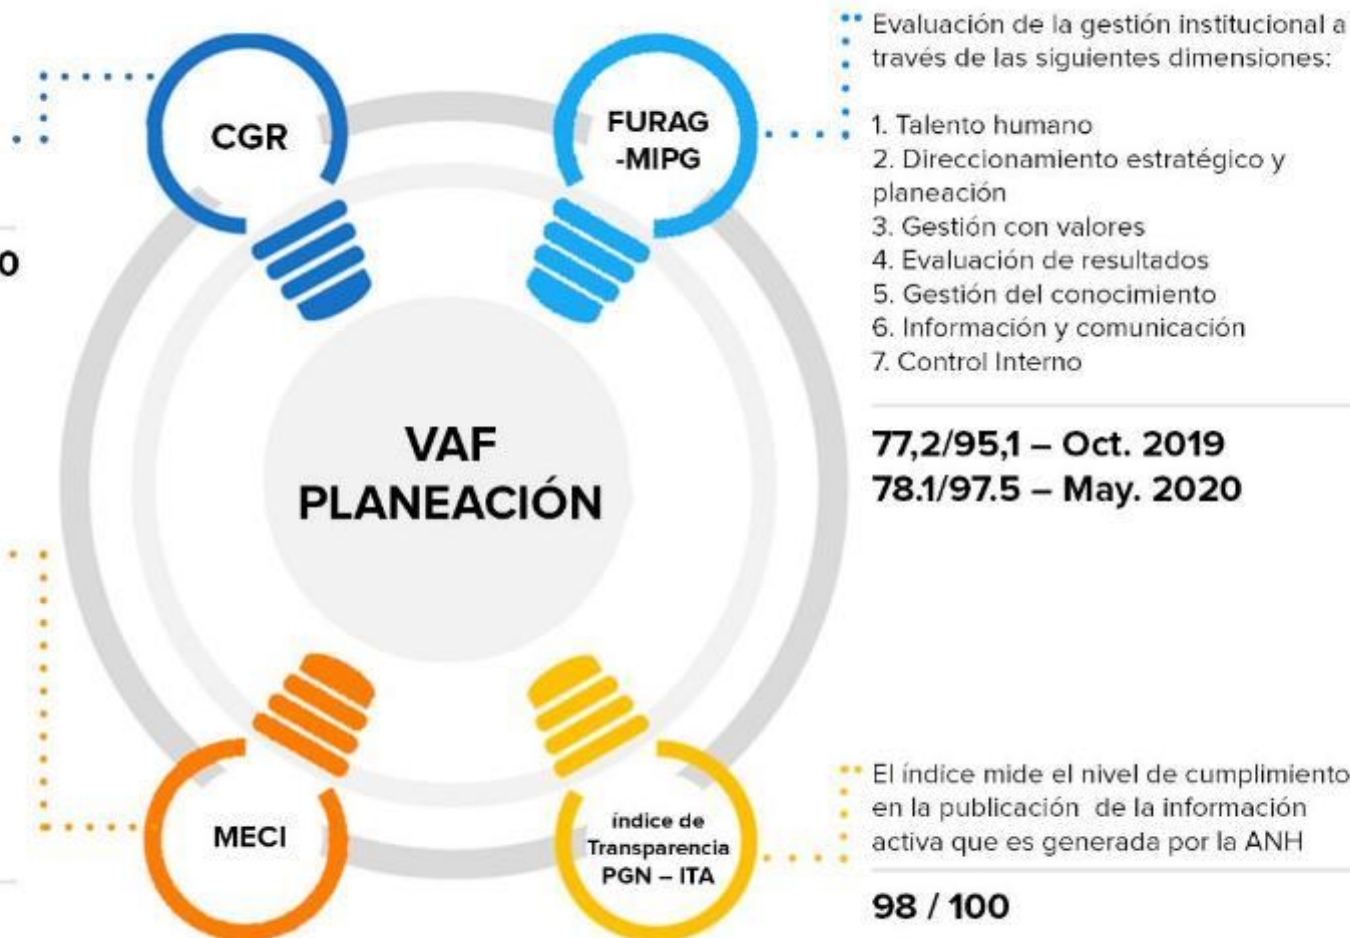 CGR
FURAG
-MIPG
Evaluación de la gestión institucional a
través de las siguientes dimensiones:
1. Talento humano
2. Direccionamiento estratégico y
planeación
3. Gestión con valores
4. Evaluación de resultados
5. Gestión del conocimiento
6. Información y comunicación
7. Control Interno
0
77,2/95,1 – Oct. 2019
78.1/97.5 – May. 2020
VAF
PLANEACIÓN
MECI
índice de
Transparencia
PGN – ITA
El índice mide el nivel de cumplimiento
en la publicación de la información
activa que es generada por la ANH
98 / 100